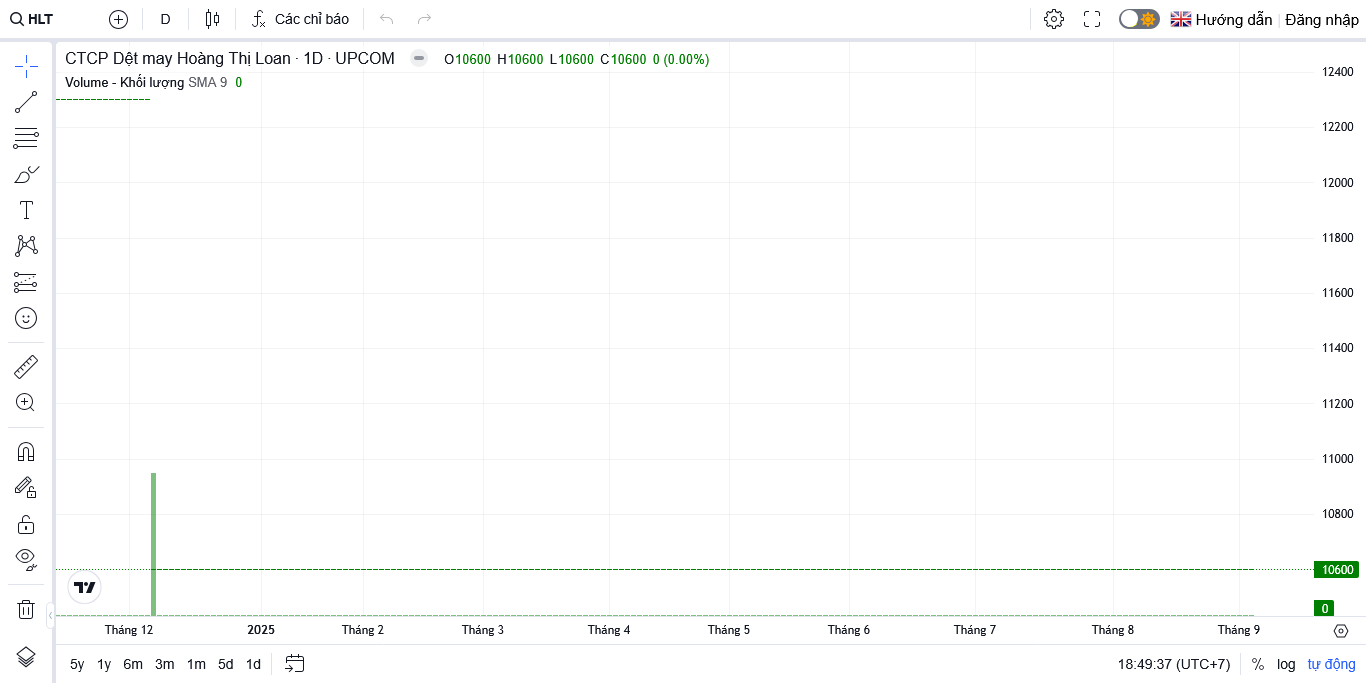 HLT D Các chỉ báo Hướng dẫn Đăng nhập
CTCP Dệt may Hoàng Thị Loan · 1D · UPCOM O10600 H10600 L10600 C10600 0 (0.00%)
Volume - Khối lượng SMA 9 0
12400
12200
12000
11800
11600
11400
11200
11000
10800
10600
0
Tháng 12 2025 Tháng 2 Tháng 3 Tháng 4 Tháng 5 Tháng 6 Tháng 7 Tháng 8 Tháng 9
5y 1y 6m 3m 1m 5d 1d 18:49:37 (UTC+7) % log tự động